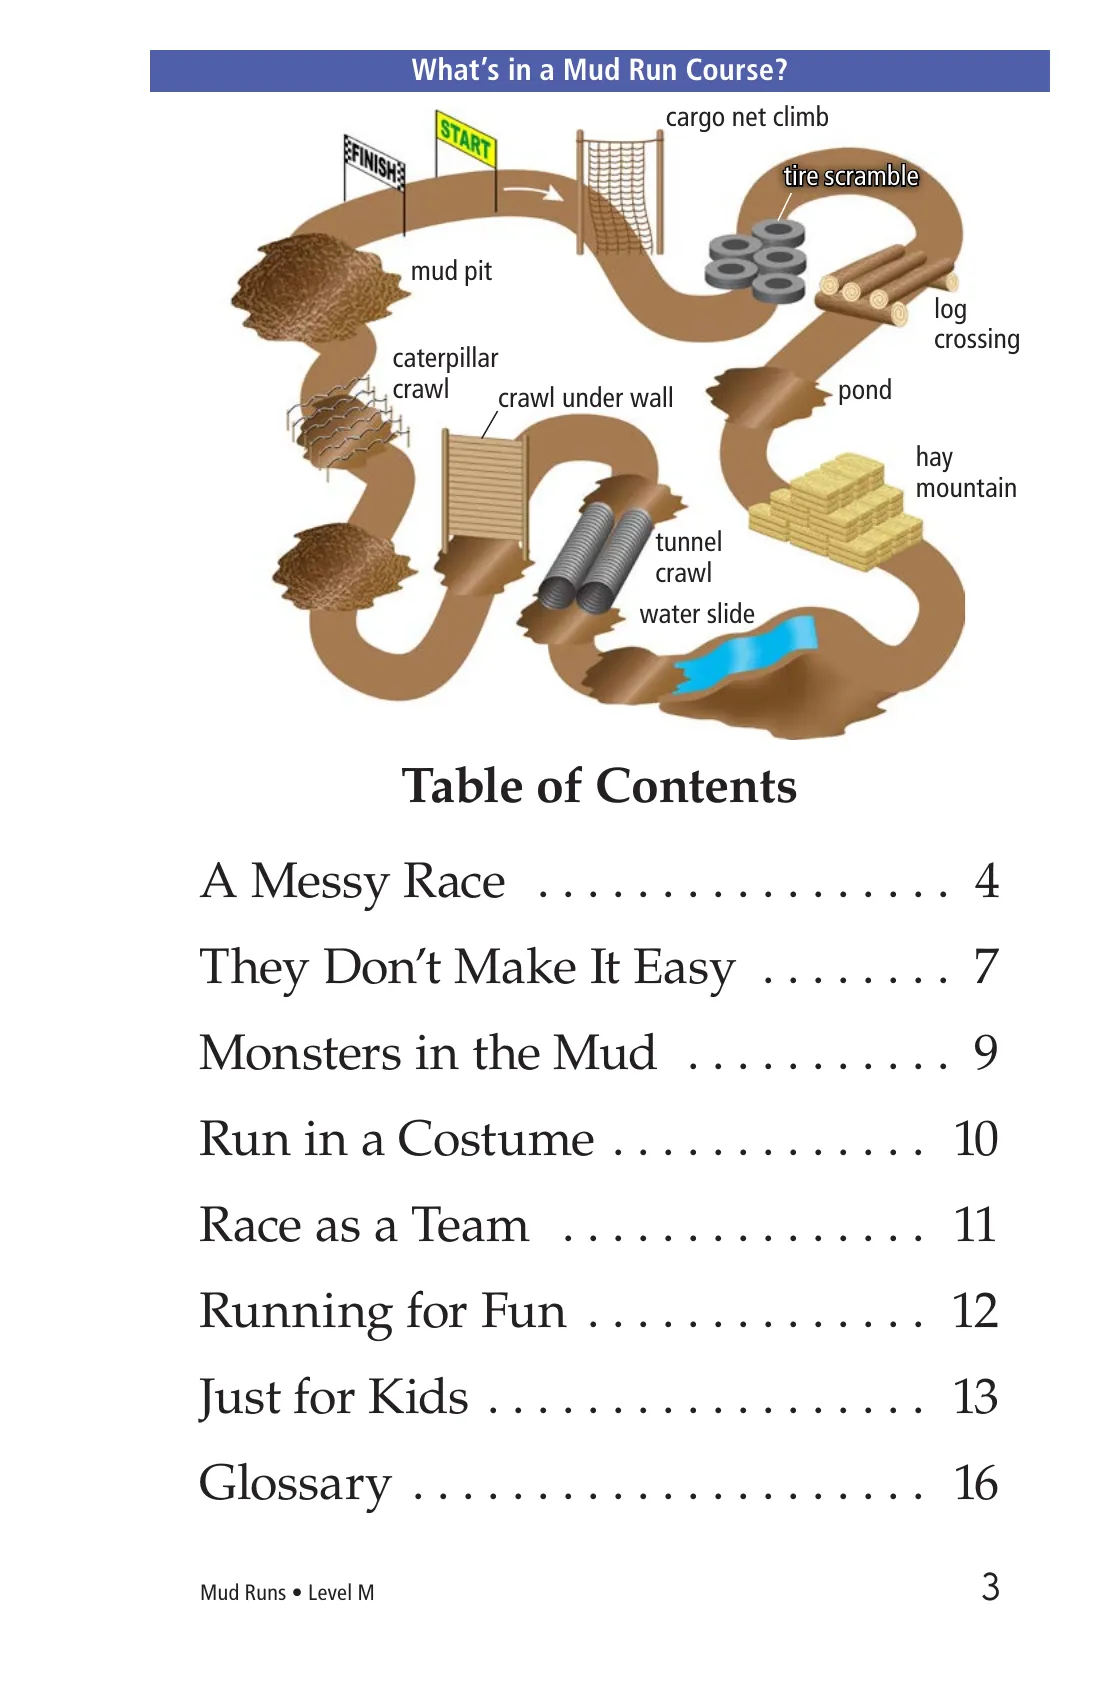 What's in a Mud Run Course?
cargo net climb
START
FINISH
tire scramble
mud pit
log
crossing
caterpillar
crawl
crawl under wall
pond
hay
mountain
tunnel
crawl
water slide
Table of Contents
A Messy Race . . . . . . . . . . . . . . . . . 4
They Don't Make It Easy . . . . . . . . 7
Monsters in the Mud . . . . . . . . . . . 9
Run in a Costume . . . . . . . . . . . . . 10
Race as a Team . . . . . . . . . . . . . . . 11
Running for Fun . . . . . . . . . . . . . . 12
Just for Kids . . . . . . . . . . . . . . . . . . 13
Glossary . . . . . . . . . . . . . . . . . . . . . 16
Mud Runs • Level M 3